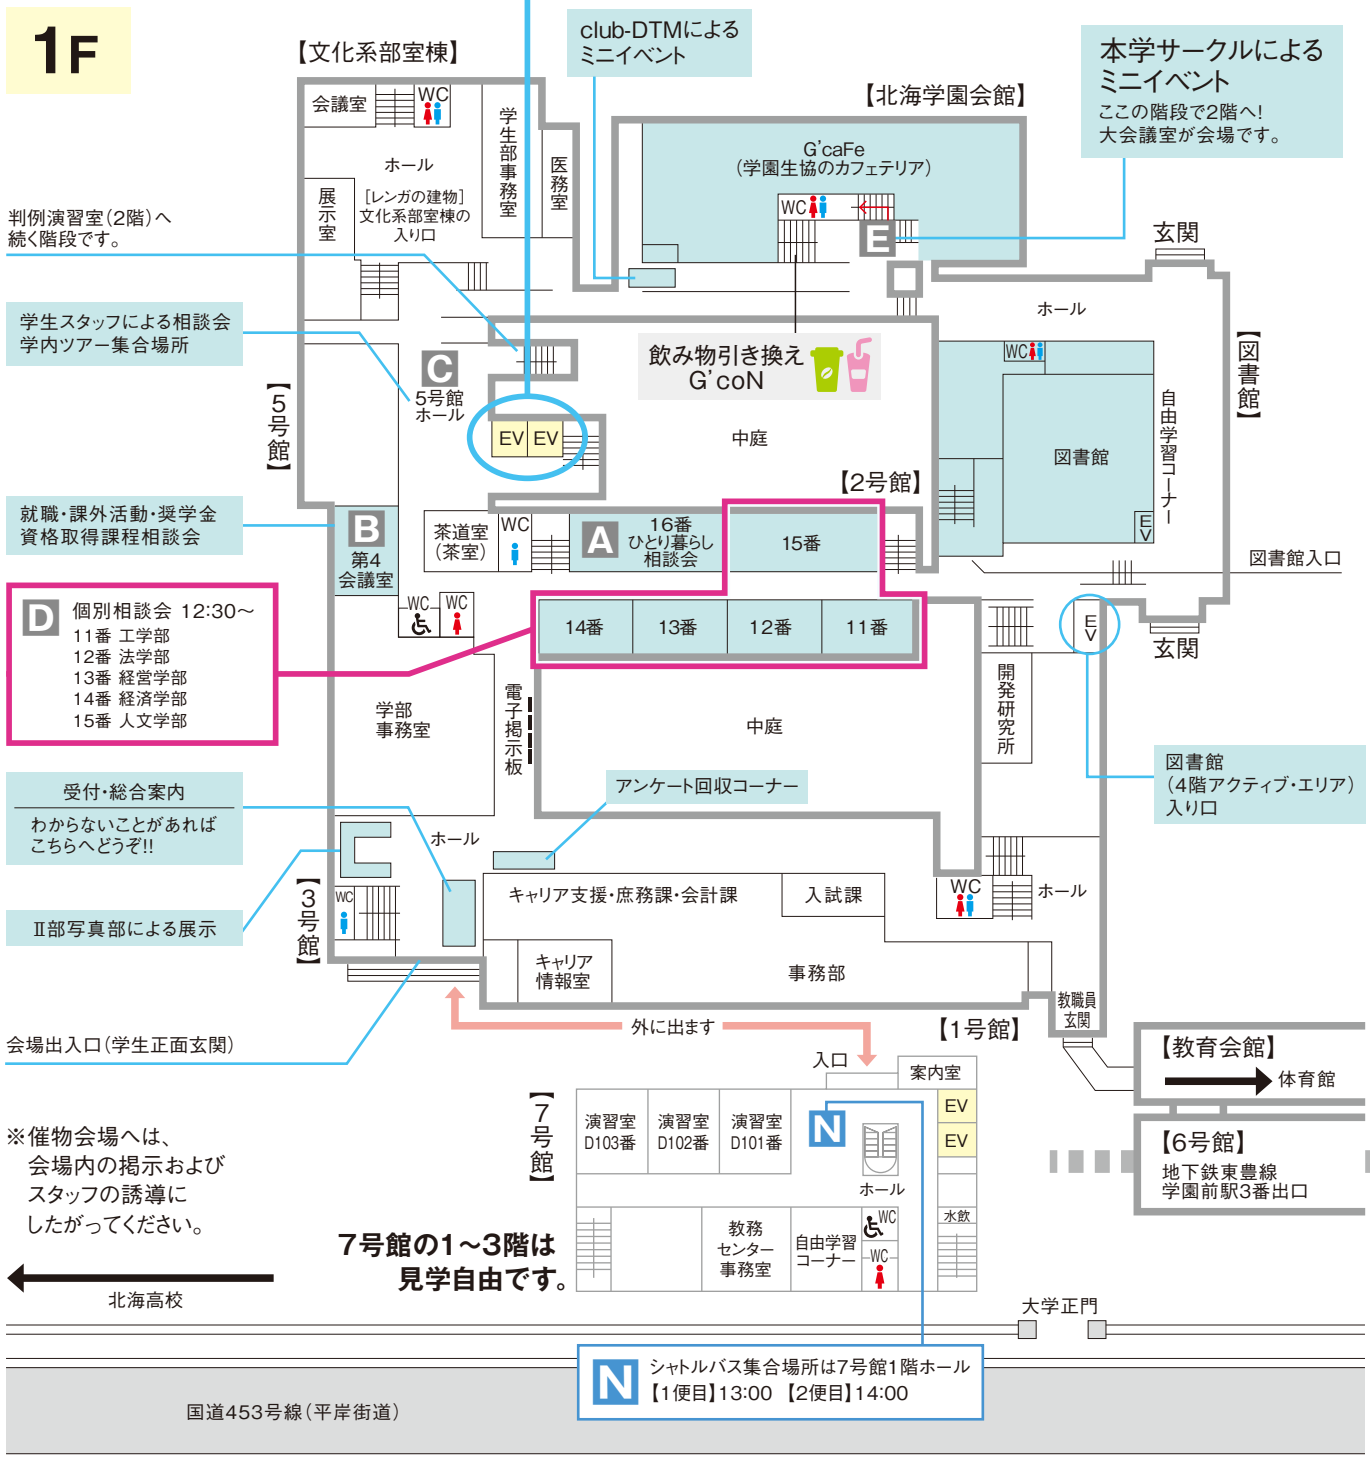 1F
【文化系部室棟】
club-DTMによる
ミニイベント
【北海学園会館】
本学サークルによる
ミニイベント
ここの階段で2階へ!
大会議室が会場です。
会議室
WC
学生部事務室
医務室
ホール
展示室
［レンガの建物］
文化系部室棟の
入り口
G'caFe
（学園生協のカフェテリア）
WC
E
玄関
判例演習室（2階）へ
続く階段です。
学生スタッフによる相談会
学内ツアー集合場所
ホール
【図書館】
飲み物引き換え
G'coN
WC
C
5号館
ホール
【5号館】
EV
EV
中庭
自由学習コーナー
図書館
【2号館】
就職・課外活動・奨学金
資格取得課程相談会
B
第4
会議室
茶道室
（茶室）
WC
A
16番
ひとり暮らし
相談会
15番
EV
図書館入口
D
個別相談会 12:30〜
11番 工学部
12番 法学部
13番 経営学部
14番 経済学部
15番 人文学部
WC
WC
14番
13番
12番
11番
EV
玄関
学部
事務室
電子掲示板
中庭
開発研究所
図書館
（4階アクティブ・エリア）
入り口
受付・総合案内
わからないことがあれば
こちらへどうぞ!!
アンケート回収コーナー
ホール
Ⅱ部写真部による展示
【3号館】
WC
キャリア支援・庶務課・会計課
入試課
WC
ホール
キャリア
情報室
事務部
教職員
玄関
会場出入口（学生正面玄関）
外に出ます
【1号館】
【教育会館】
体育館
入口
案内室
【7号館】
演習室
D103番
演習室
D102番
演習室
D101番
N
EV
EV
ホール
【6号館】
地下鉄東豊線
学園前駅3番出口
※催物会場へは、
会場内の掲示および
スタッフの誘導に
したがってください。
7号館の1〜3階は
見学自由です。
教務
センター
事務室
自由学習
コーナー
WC
WC
水飲
北海高校
大学正門
N
シャトルバス集合場所は7号館1階ホール
【1便目】13:00 【2便目】14:00
国道453号線（平岸街道）